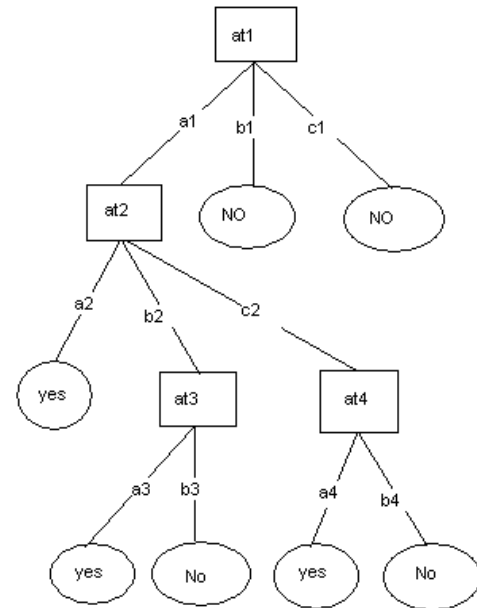 at1
a1
b1
c1
at2
NO
NO
a2
b2
c2
yes
at3
at4
a3
b3
a4
b4
yes
No
yes
No